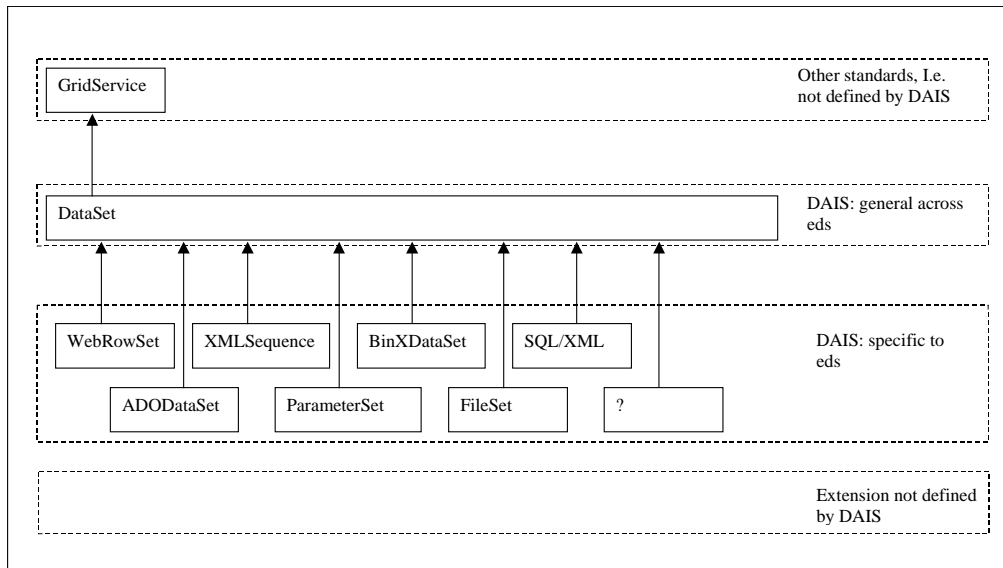 GridService
Other standards, I.e.
not defined by DAIS
DataSet
DAIS: general across
eds
WebRowSet
XMLSequence
BinXDataSet
SQL/XML
DAIS: specific to
eds
ADODataSet
ParameterSet
FileSet
?
Extension not defined
by DAIS